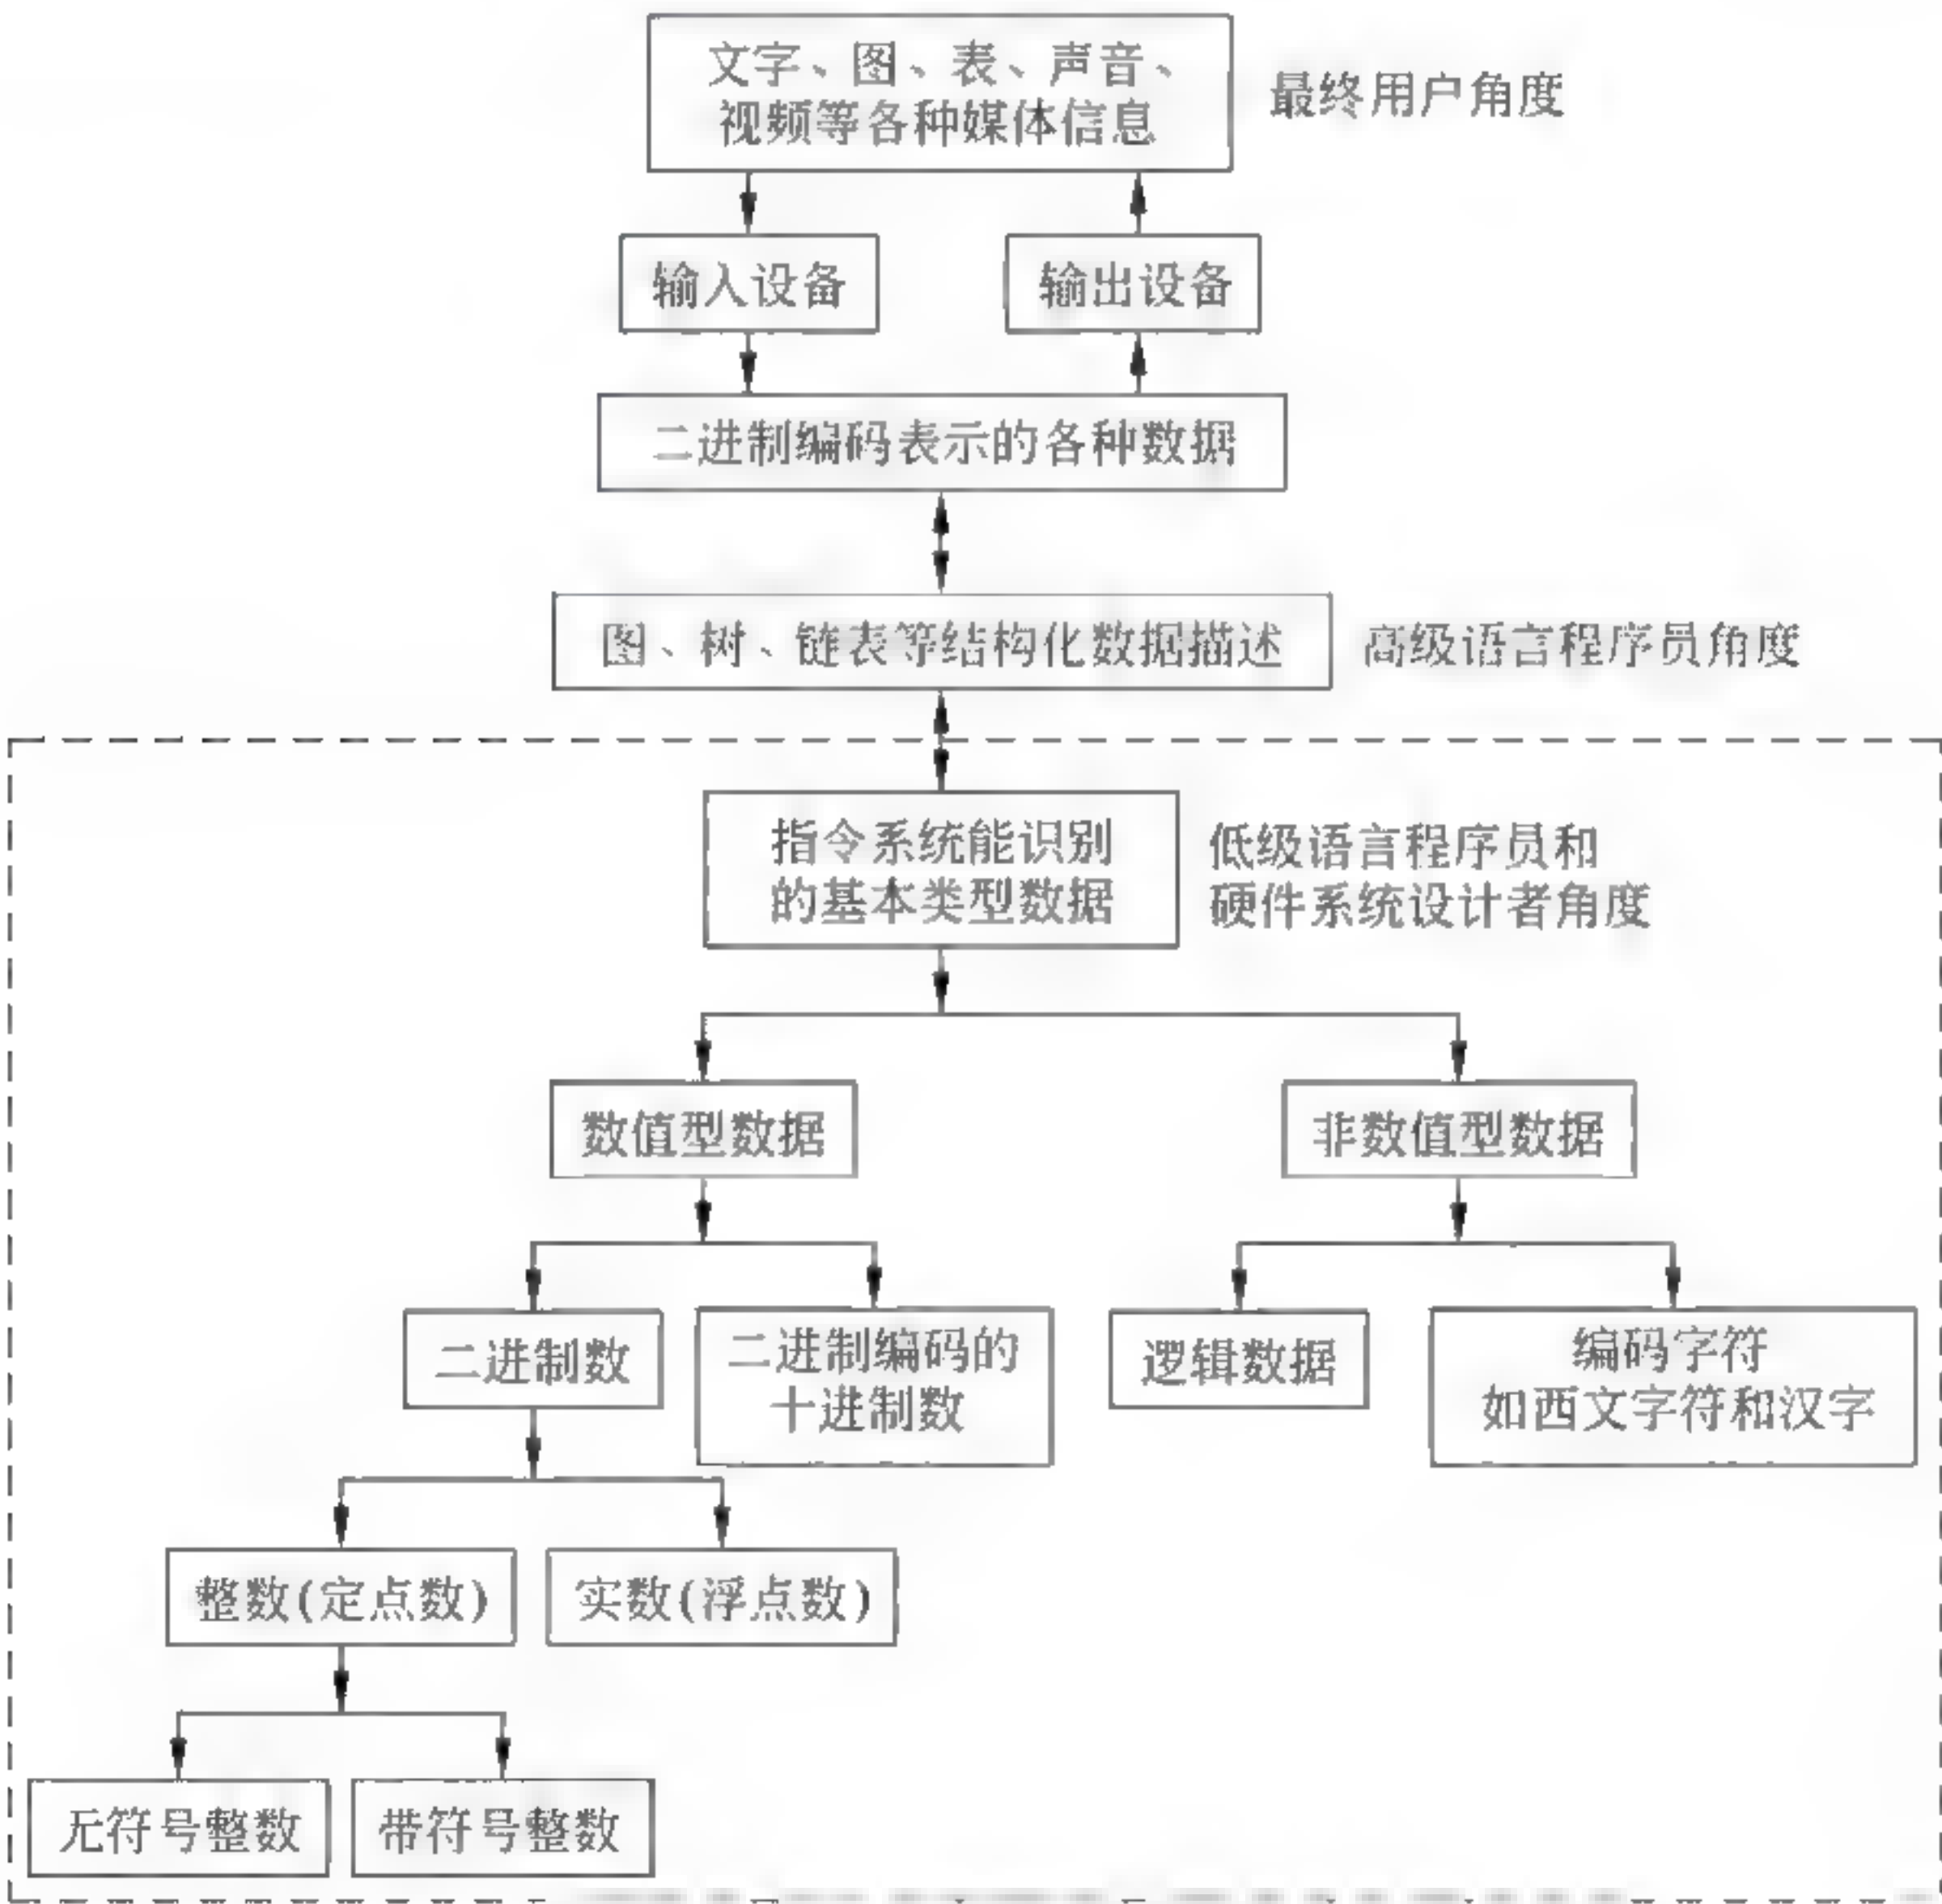 文字、图、表、声音、
视频等各种媒体信息
最终用户角度
输入设备
输出设备
二进制编码表示的各种数据
图、树、链表等结构化数据描述
高级语言程序员角度
指令系统能识别
的基本类型数据
低级语言程序员和
硬件系统设计者角度
数值型数据
非数值型数据
二进制数
二进制编码的
十进制数
逻辑数据
编码字符
如西文字符和汉字
整数(定点数)
实数(浮点数)
无符号整数
带符号整数